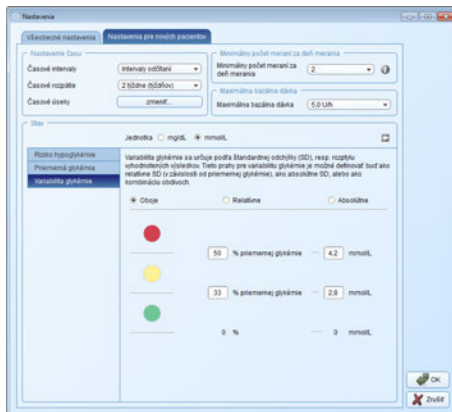 Nastavenia
Všeobecné nastavenia
Nastavenia pre nových pacientov
Nastavenie času
Časové intervaly
Intervaly odčítaní
Časové rozpätie
2 týždne (týždňov)
Časové úseky
zmeniť...
Minimálny počet meraní za deň merania
Minimálny počet meraní za
deň merania
2
Maximálna bazálna dávka
Maximálna bazálna dávka
5,0 U/h
Stav
Jednotka
mg/dL
mmol/L
Riziko hypoglykémie
Priemerná glykémia
Variabilita glykémie
Variabilita glykémie sa určuje podľa štandardnej odchýlky (SD), resp. rozptylu
vyhodnotených výsledkov. Tieto prahy pre variabilitu glykémie je možné definovať buď ako
relatívne SD (v závislosti od priemernej glykémie), ako absolútne SD, alebo ako
kombináciu obidvoch.
Oboje
Relatívne
Absolútne
50 % priemernej glykémie — 4,2 mmol/L
33 % priemernej glykémie — 2,8 mmol/L
0 % — 0 mmol/L
OK
Zrušiť